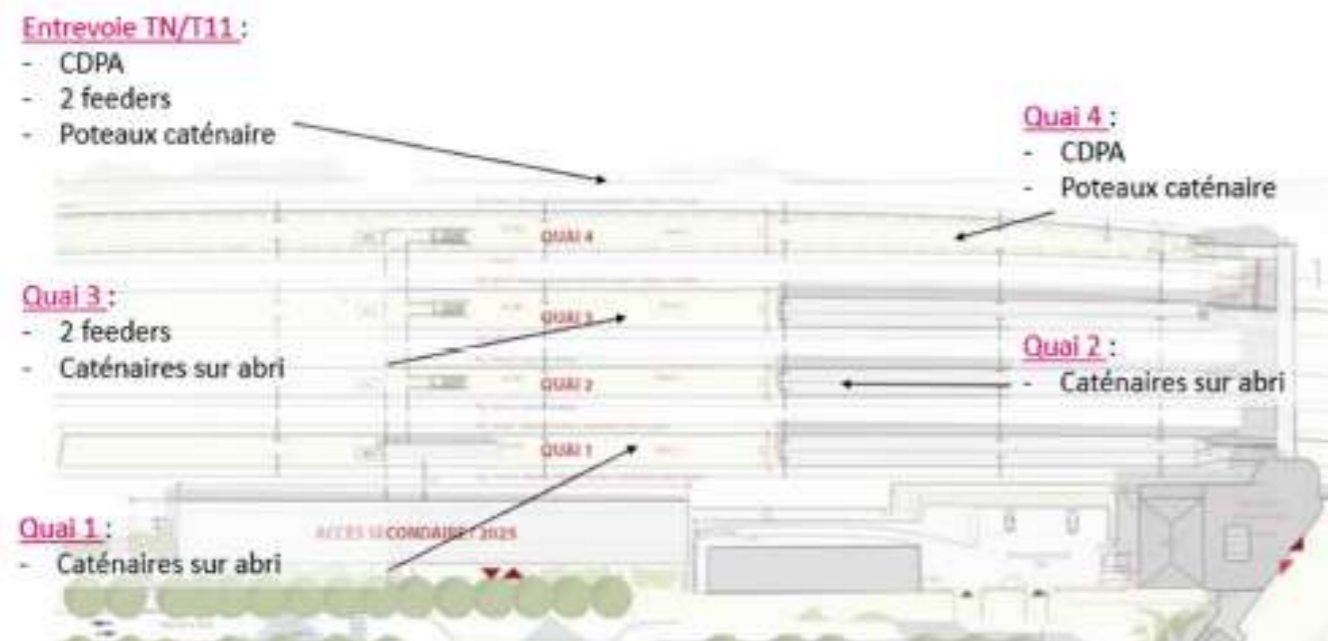 Entrevoie TN/T11 :
- CDPA
- 2 feeders
- Poteaux caténaire
Quai 4 :
- CDPA
- Poteaux caténaire
QUAI 4
Quai 3 :
- 2 feeders
- Caténaires sur abri
QUAI 3
Quai 2 :
- Caténaires sur abri
QUAI 2
QUAI 1
Quai 1 :
- Caténaires sur abri
ACCÈS SECONDAIRE / 2025